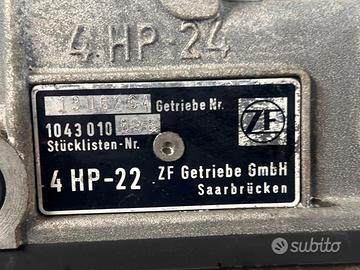 4 HP-24
Getriebe Nr.
1043 010
ZF
Stücklisten-Nr.
4 HP-22 ZF Getriebe GmbH
Saarbrücken
subito